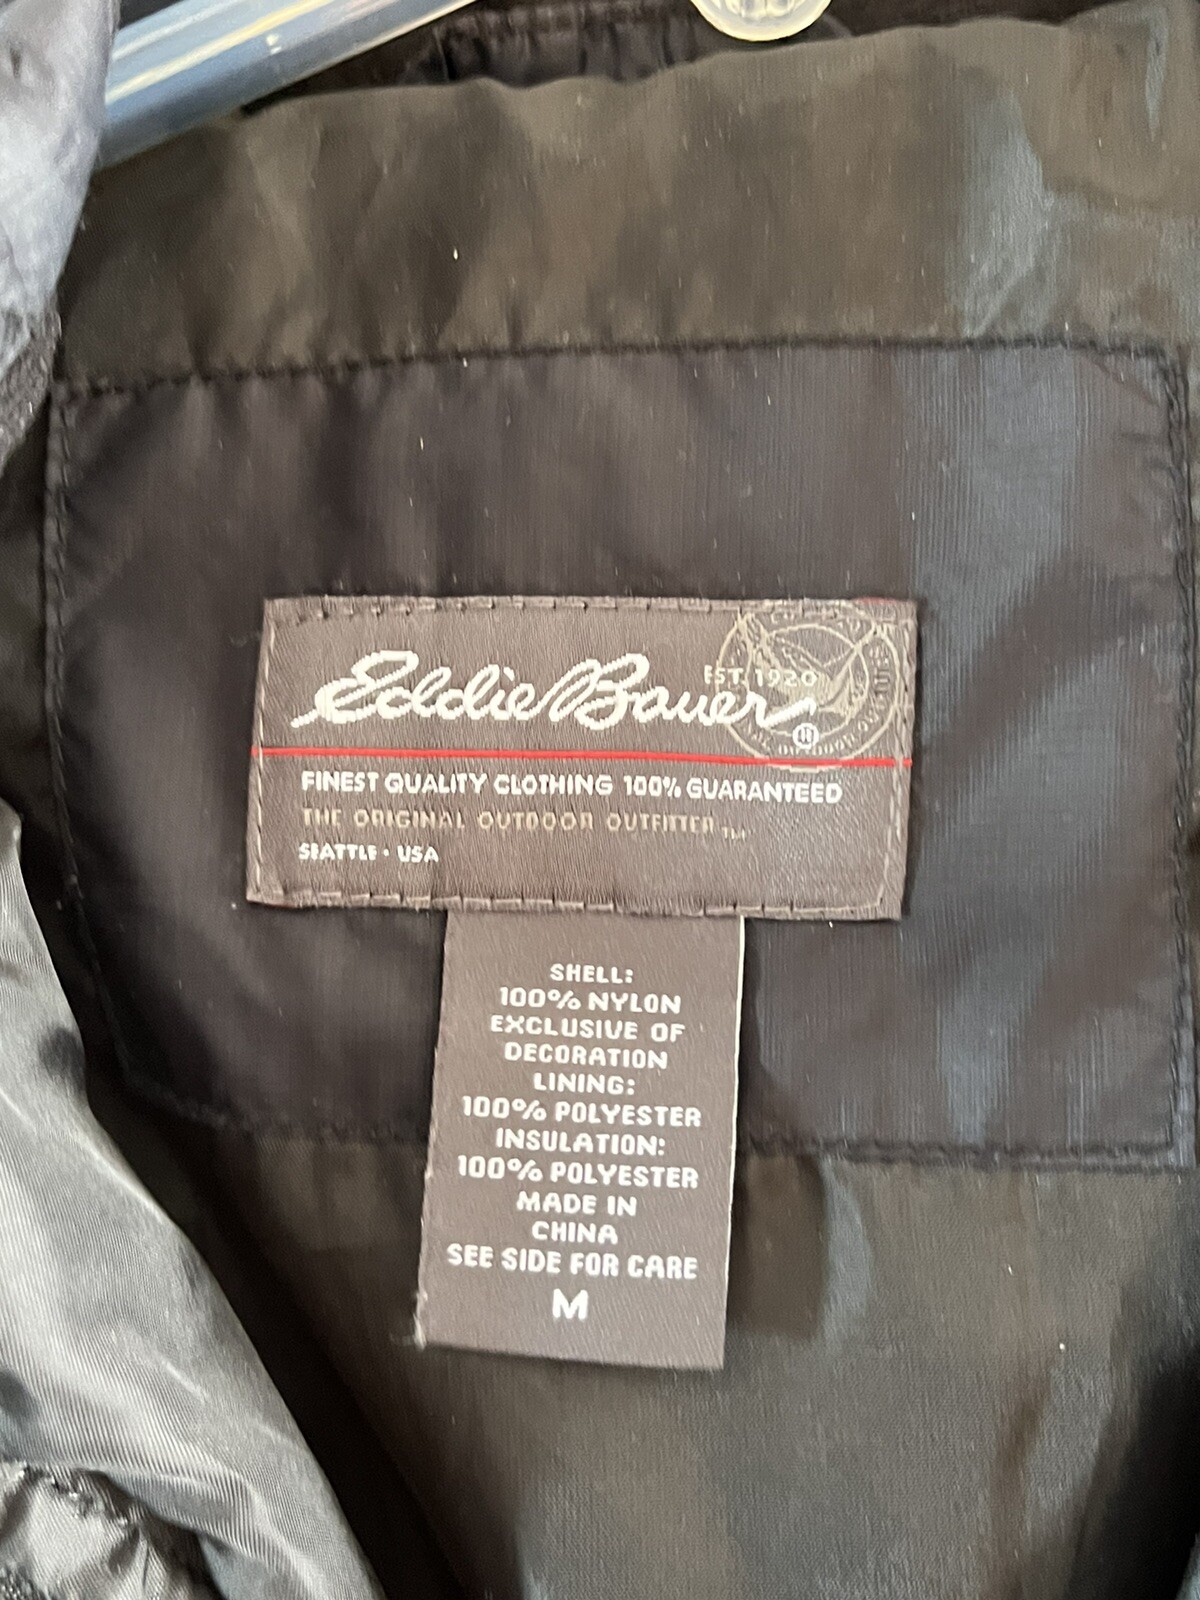 Eddie Bauer ®
EST. 1920
FINEST QUALITY CLOTHING 100% GUARANTEED
THE ORIGINAL OUTDOOR OUTFITTER TM
SEATTLE • USA
SHELL:
100% NYLON
EXCLUSIVE OF
DECORATION
LINING:
100% POLYESTER
INSULATION:
100% POLYESTER
MADE IN
CHINA
SEE SIDE FOR CARE
M